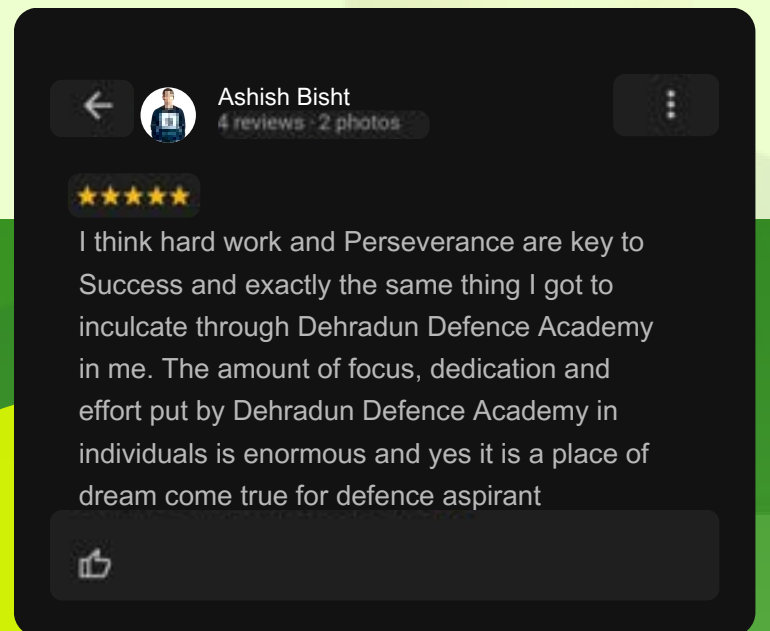 Ashish Bisht
4 reviews · 2 photos
I think hard work and Perseverance are key to
Success and exactly the same thing I got to
inculcate through Dehradun Defence Academy
in me. The amount of focus, dedication and
effort put by Dehradun Defence Academy in
individuals is enormous and yes it is a place of
dream come true for defence aspirant